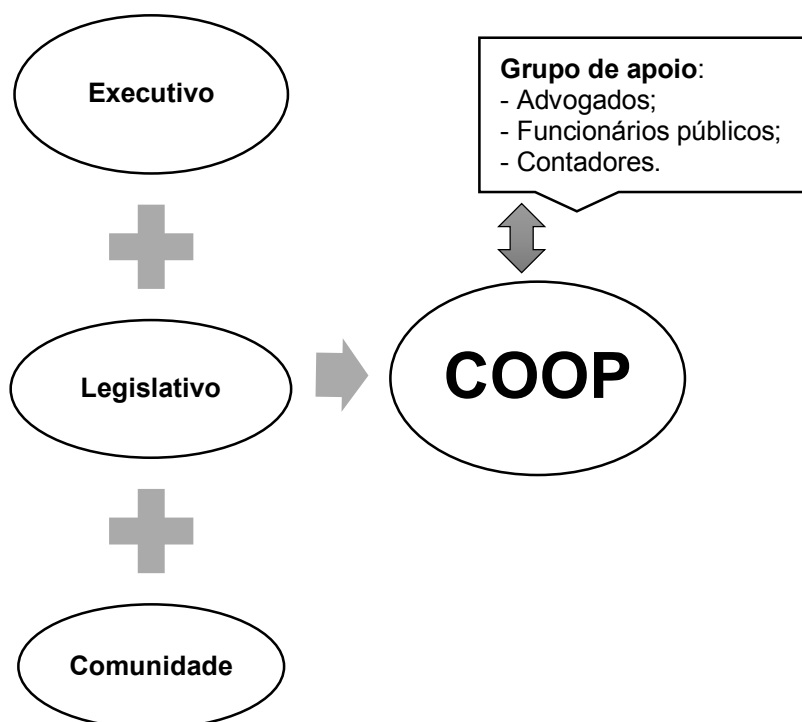 Executivo
Grupo de apoio:
- Advogados;
- Funcionários públicos;
- Contadores.
Legislativo
COOP
Comunidade